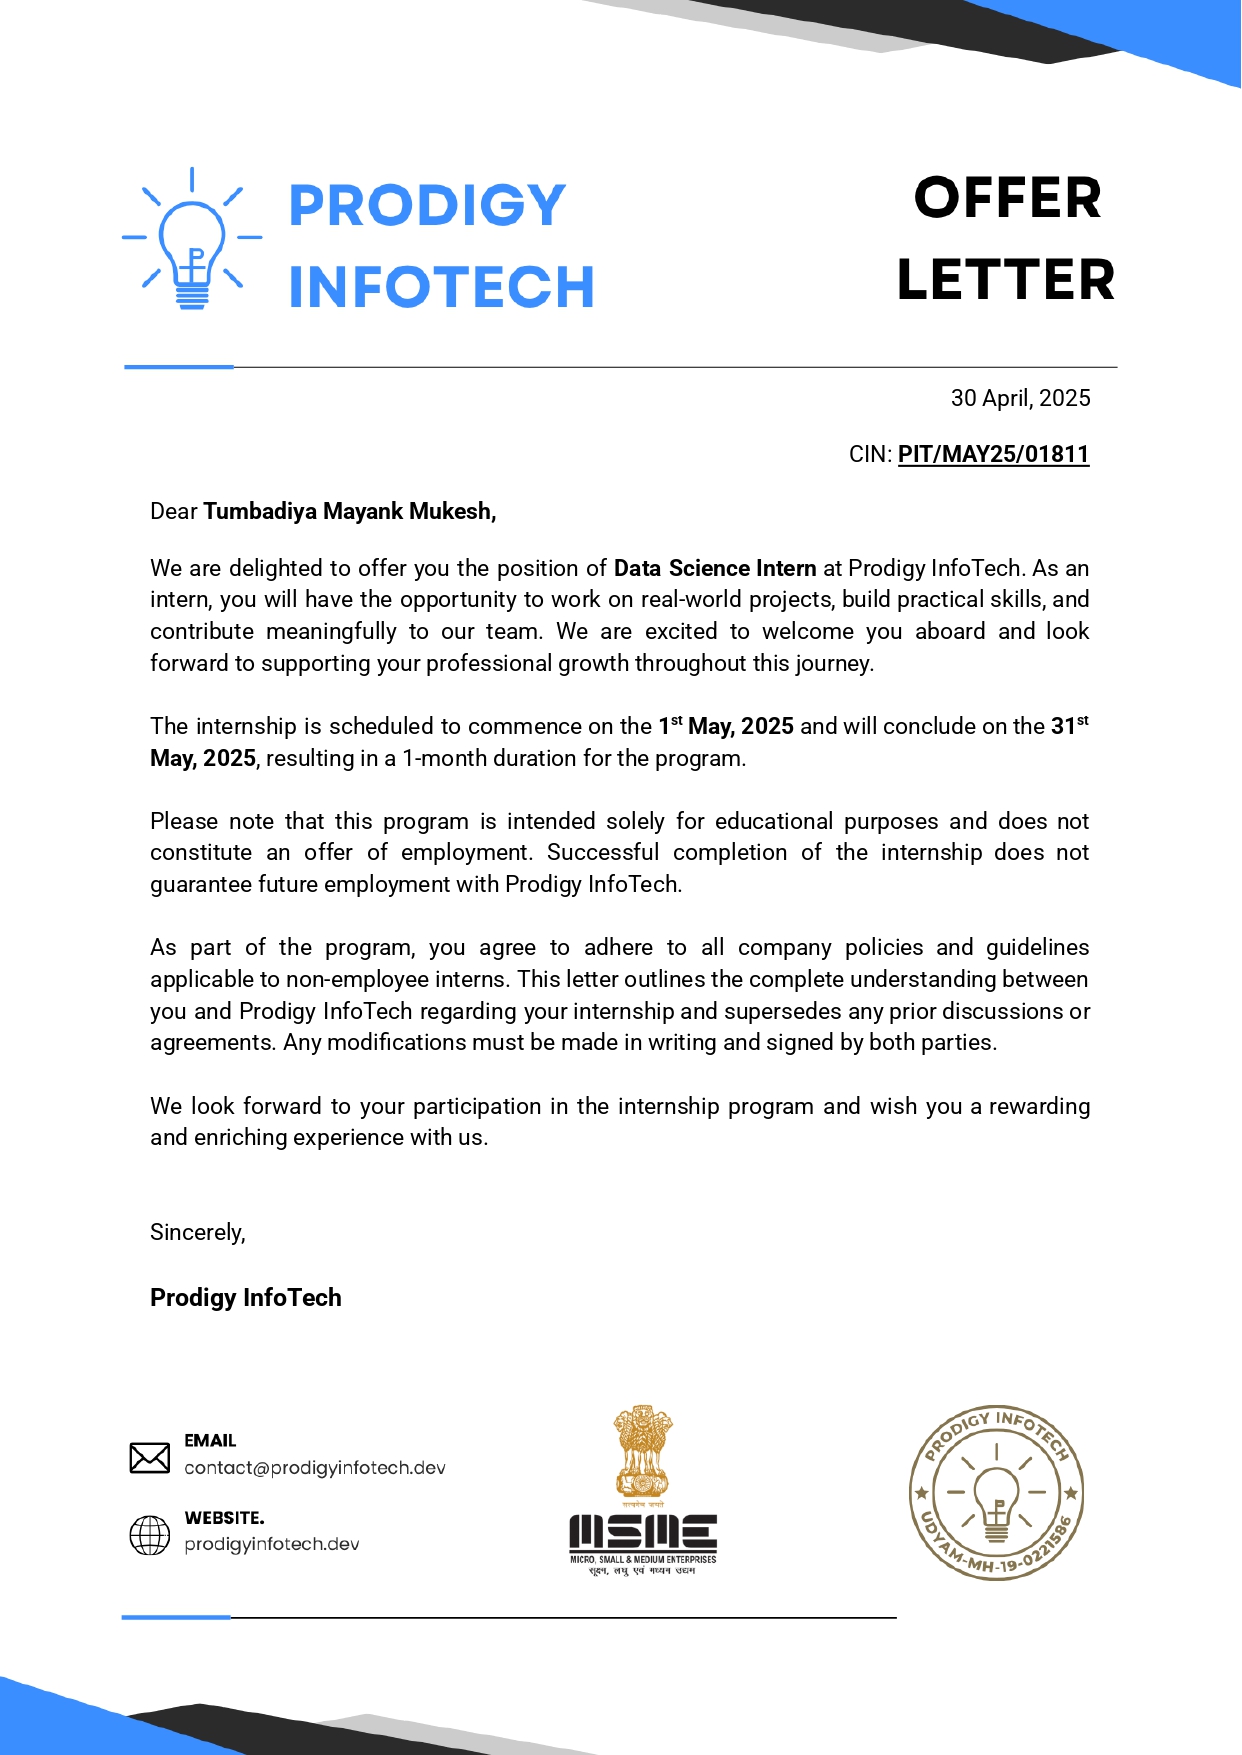 PRODIGY
INFOTECH
OFFER
LETTER
30 April, 2025
CIN: PIT/MAY25/01811
Dear Tumbadiya Mayank Mukesh,
We are delighted to offer you the position of Data Science Intern at Prodigy InfoTech. As an
intern, you will have the opportunity to work on real-world projects, build practical skills, and
contribute meaningfully to our team. We are excited to welcome you aboard and look
forward to supporting your professional growth throughout this journey.
The internship is scheduled to commence on the 1st May, 2025 and will conclude on the 31st
May, 2025, resulting in a 1-month duration for the program.
Please note that this program is intended solely for educational purposes and does not
constitute an offer of employment. Successful completion of the internship does not
guarantee future employment with Prodigy InfoTech.
As part of the program, you agree to adhere to all company policies and guidelines
applicable to non-employee interns. This letter outlines the complete understanding between
you and Prodigy InfoTech regarding your internship and supersedes any prior discussions or
agreements. Any modifications must be made in writing and signed by both parties.
We look forward to your participation in the internship program and wish you a rewarding
and enriching experience with us.
Sincerely,
Prodigy InfoTech
EMAIL
contact@prodigyinfotech.dev
WEBSITE.
prodigyinfotech.dev
सत्यमेव जयते
MSME
MICRO, SMALL & MEDIUM ENTERPRISES
सूक्ष्म, लघु एवं मध्यम उद्यम
PRODIGY INFOTECH
P
UDYAM-MH-19-0221586